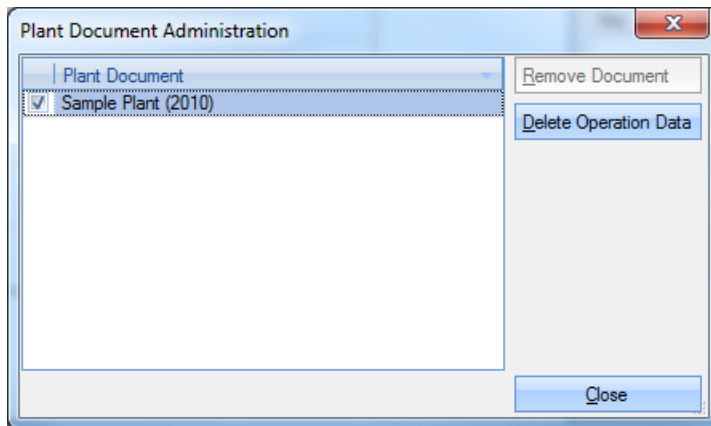 Plant Document Administration
Plant Document
Sample Plant (2010)
Remove Document
Delete Operation Data
Close